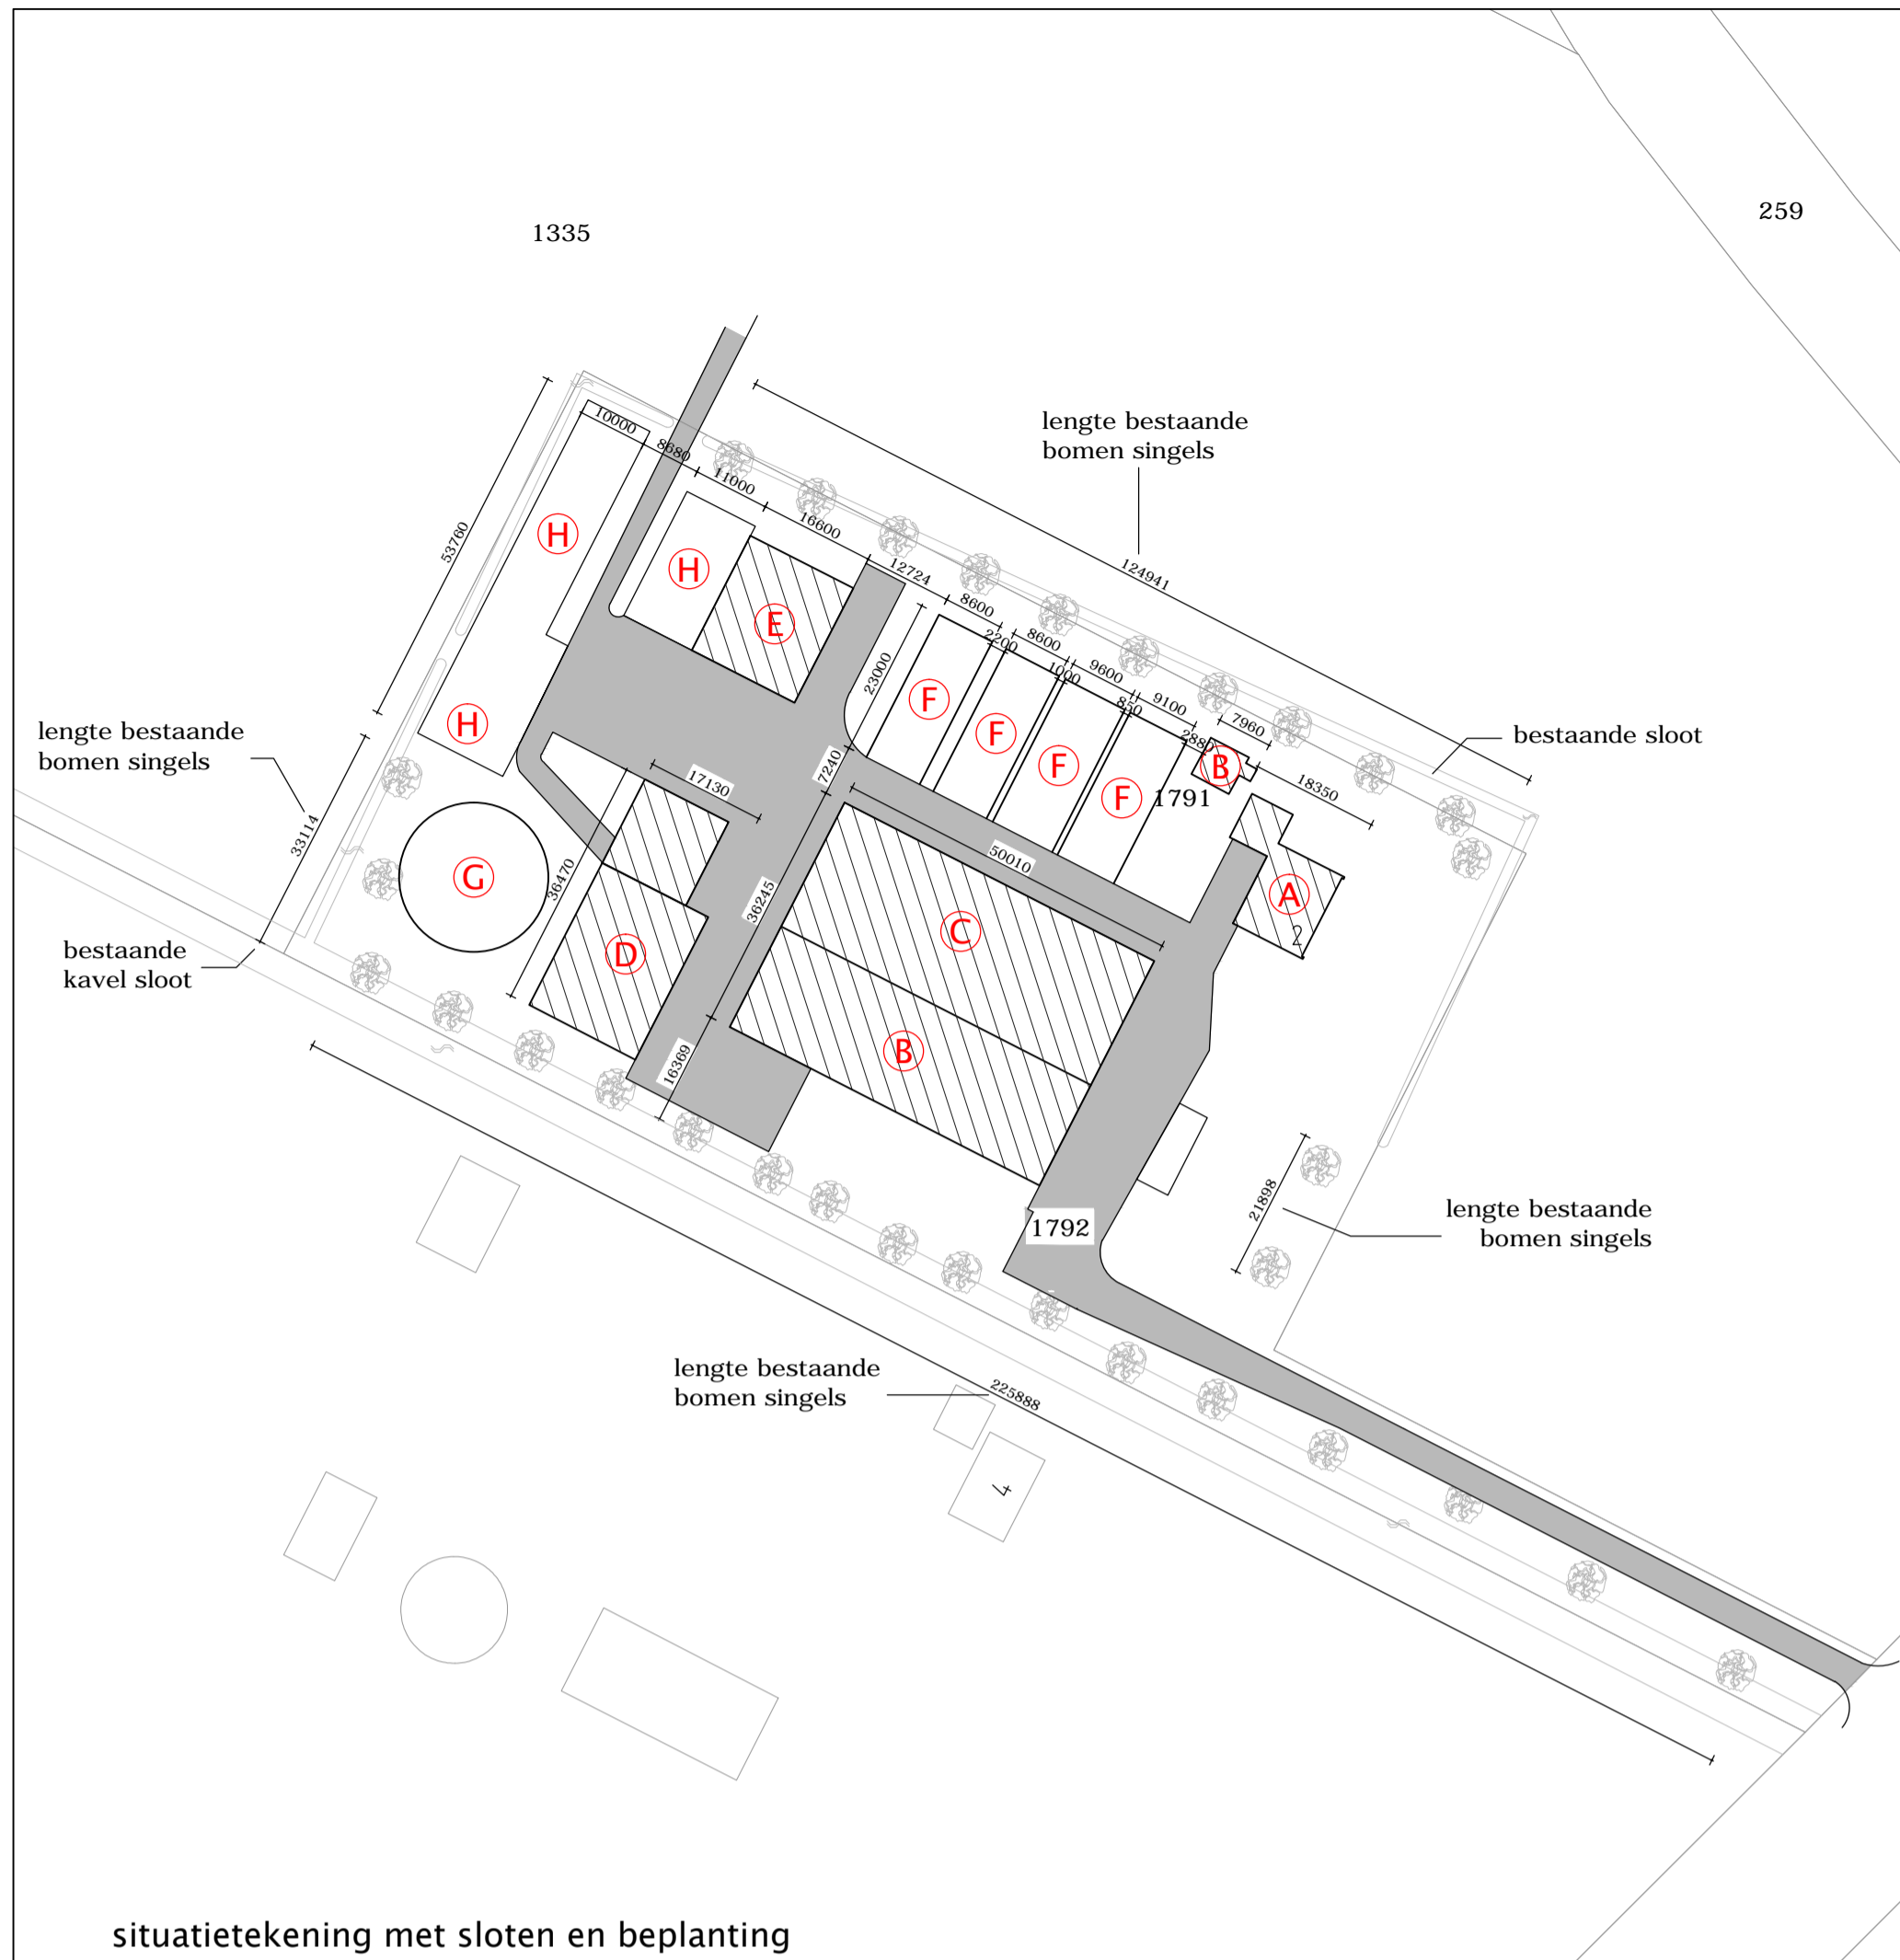 259
1335
lengte bestaande
bomen singels
10000
8680
11000
16600
12724
8600
8600
9600
9100
7960
18350
2200
1000
850
2880
124941
53760
33114
23000
7240
17130
50010
36470
36245
16369
21898
225888
H
H
H
E
F
F
F
F
B
1791
bestaande sloot
lengte bestaande
bomen singels
G
C
A
2
D
B
bestaande
kavel sloot
1792
lengte bestaande
bomen singels
lengte bestaande
bomen singels
4
situatietekening met sloten en beplanting